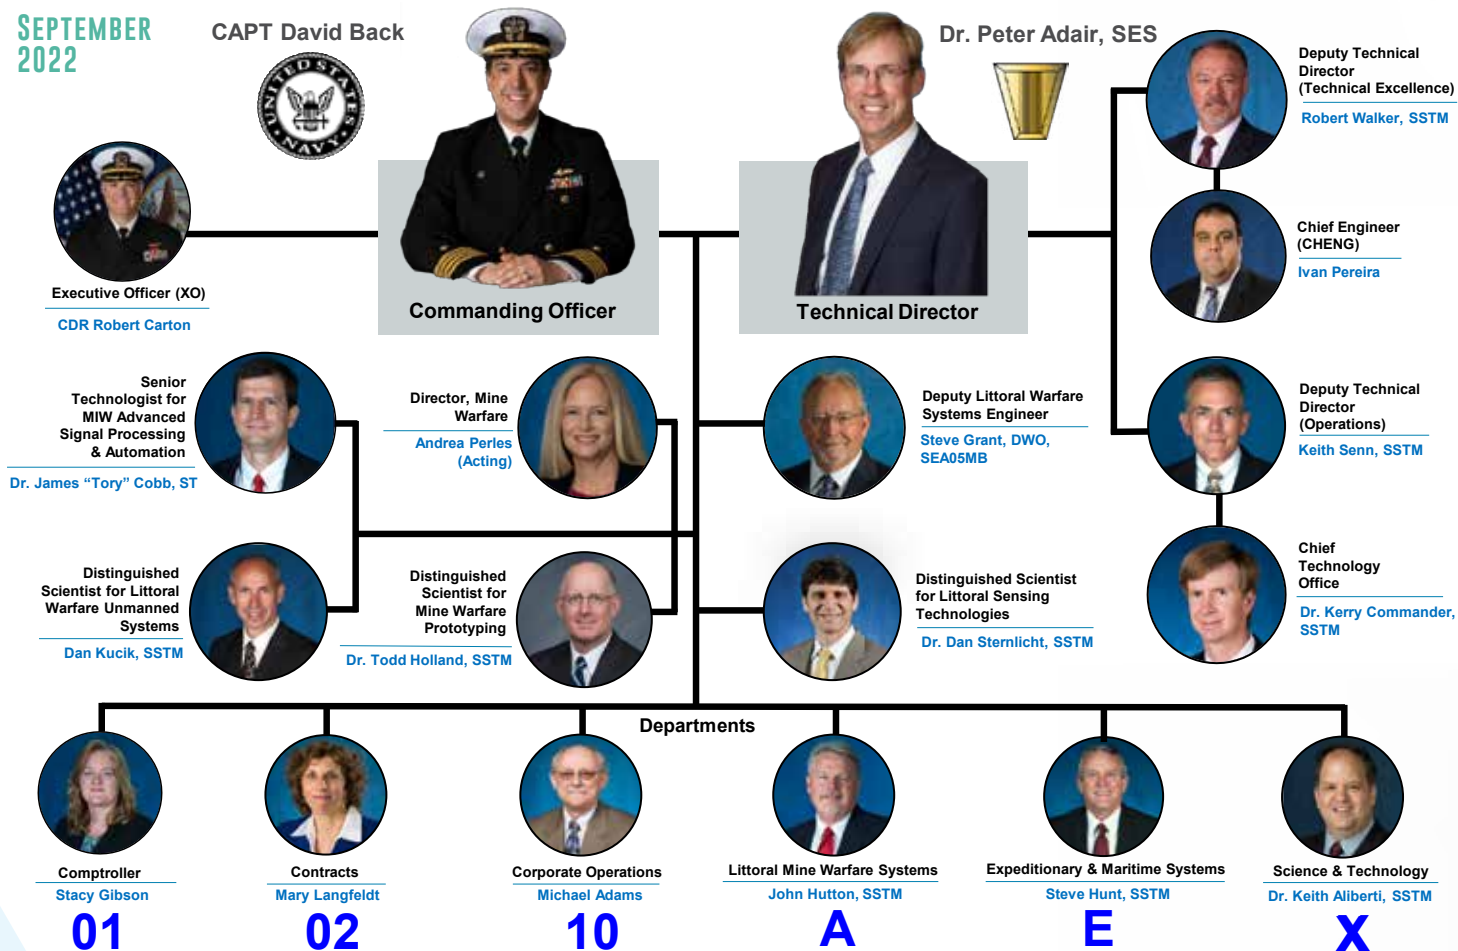 SEPTEMBER
2022
CAPT David Back
UNITED STATES
NAVY
Dr. Peter Adair, SES
Deputy Technical
Director
(Technical Excellence)
Robert Walker, SSTM
Executive Officer (XO)
CDR Robert Carton
Commanding Officer
Technical Director
Chief Engineer
(CHENG)
Ivan Pereira
Senior
Technologist for
MIW Advanced
Signal Processing
& Automation
Dr. James “Tory” Cobb, ST
Director, Mine
Warfare
Andrea Perles
(Acting)
Deputy Littoral Warfare
Systems Engineer
Steve Grant, DWO,
SEA05MB
Deputy Technical
Director
(Operations)
Keith Senn, SSTM
Distinguished
Scientist for Littoral
Warfare Unmanned
Systems
Dan Kucik, SSTM
Distinguished
Scientist for
Mine Warfare
Prototyping
Dr. Todd Holland, SSTM
Distinguished Scientist
for Littoral Sensing
Technologies
Dr. Dan Sternlicht, SSTM
Chief
Technology
Office
Dr. Kerry Commander,
SSTM
Departments
Comptroller
Stacy Gibson
01
Contracts
Mary Langfeldt
02
Corporate Operations
Michael Adams
10
Littoral Mine Warfare Systems
John Hutton, SSTM
A
Expeditionary & Maritime Systems
Steve Hunt, SSTM
E
Science & Technology
Dr. Keith Aliberti, SSTM
X